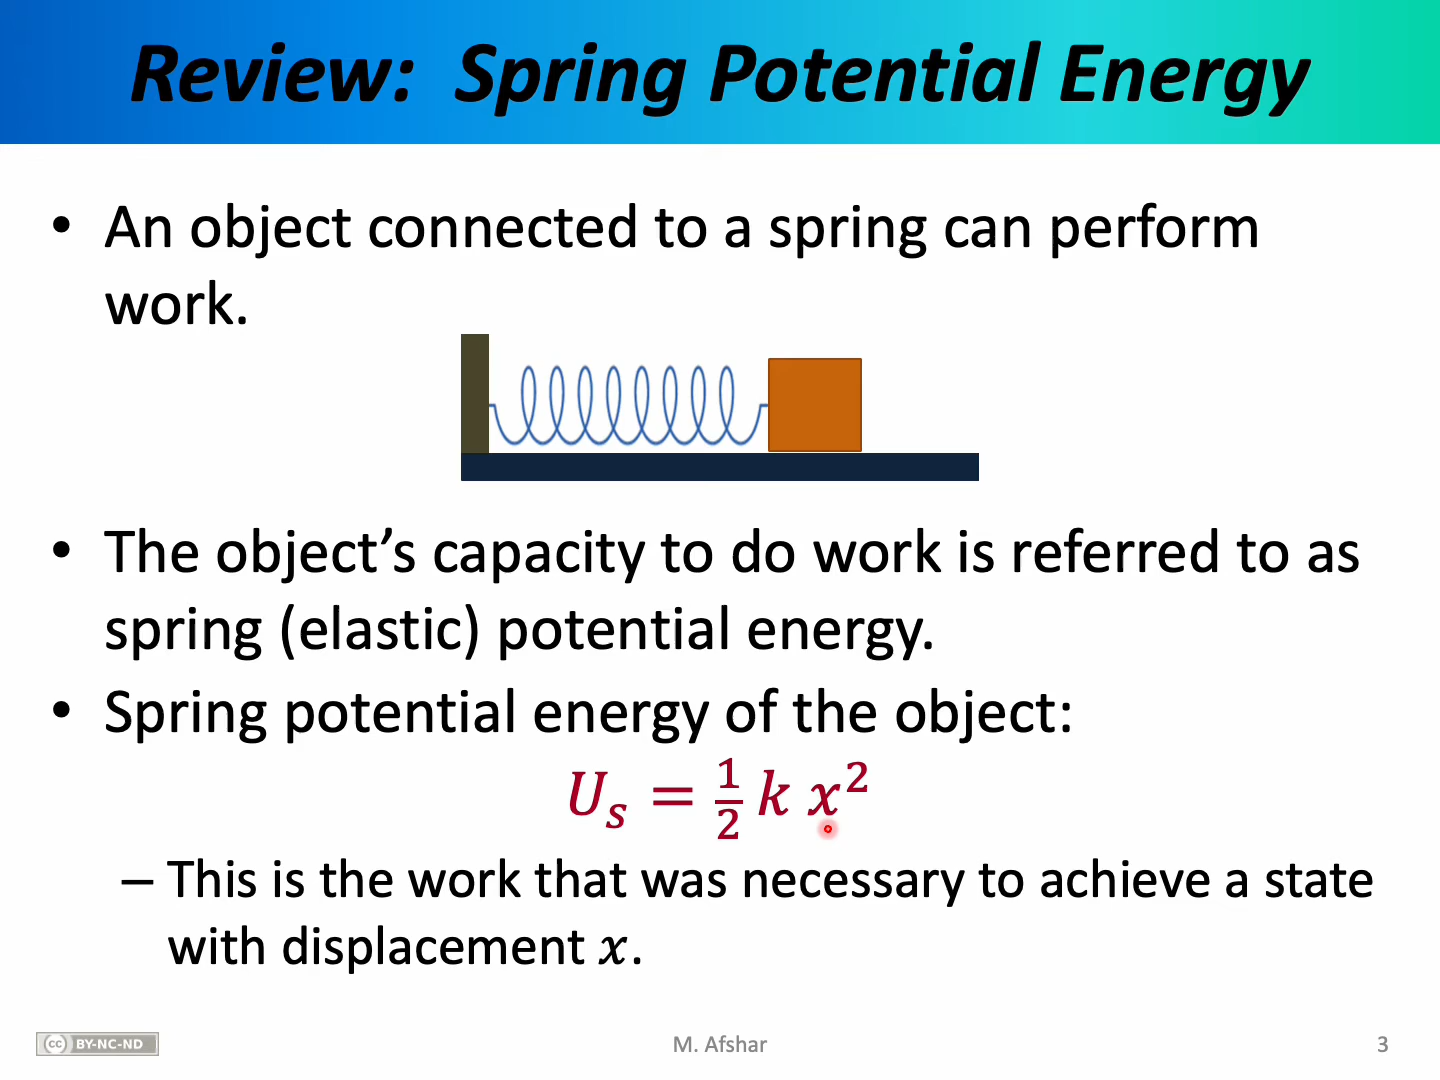 Review: Spring Potential Energy
• An object connected to a spring can perform
work.
• The object’s capacity to do work is referred to as
spring (elastic) potential energy.
• Spring potential energy of the object:
U_s = 1/2 k x²
– This is the work that was necessary to achieve a state
with displacement x.
cc BY-NC-ND
M. Afshar
3